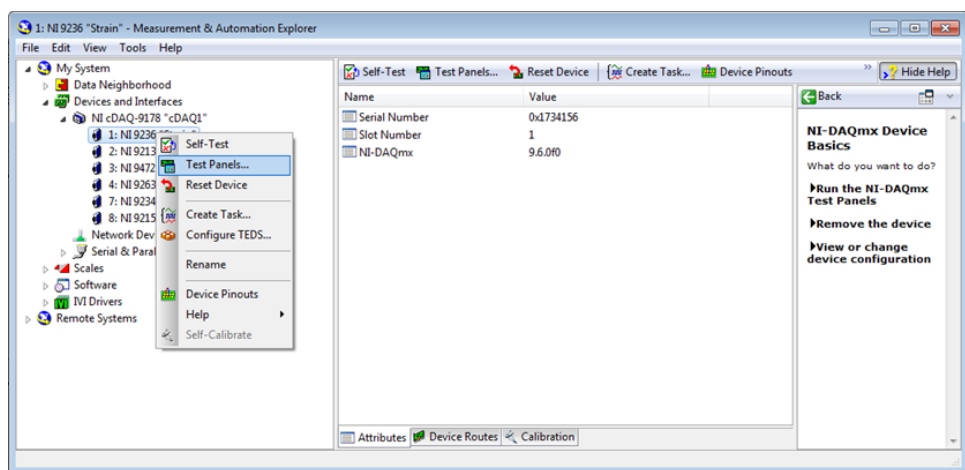 1: NI 9236 "Strain" - Measurement & Automation Explorer
File Edit View Tools Help
My System
Data Neighborhood
Devices and Interfaces
NI cDAQ-9178 "cDAQ1"
1: NI 9236
2: NI 9213
3: NI 9472
4: NI 9263
7: NI 9234
8: NI 9215
Network Dev
Serial & Paral
Scales
Software
IVI Drivers
Remote Systems
Self-Test
Test Panels...
Reset Device
Create Task...
Configure TEDS...
Rename
Device Pinouts
Help
Self-Calibrate
Self-Test Test Panels... Reset Device Create Task... Device Pinouts » Hide Help
Name Value
Serial Number 0x1734156
Slot Number 1
NI-DAQmx 9.6.0f0
Attributes Device Routes Calibration
Back
NI-DAQmx Device
Basics
What do you want to do?
Run the NI-DAQmx
Test Panels
Remove the device
View or change
device configuration